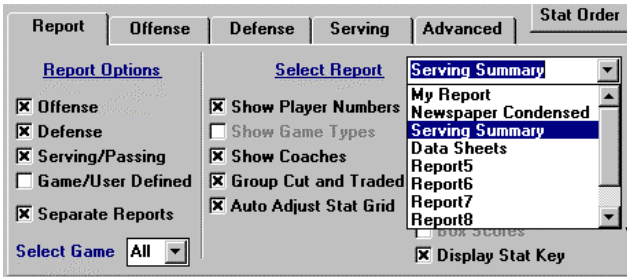 Report Offense Defense Serving Advanced Stat Order
Report Options
Offense
Defense
Serving/Passing
Game/User Defined
Separate Reports
Select Game All
Select Report Serving Summary
Show Player Numbers
Show Game Types
Show Coaches
Group Cut and Traded
Auto Adjust Stat Grid
My Report
Newspaper Condensed
Serving Summary
Data Sheets
Report5
Report6
Report7
Report8
Box Scores
Display Stat Key